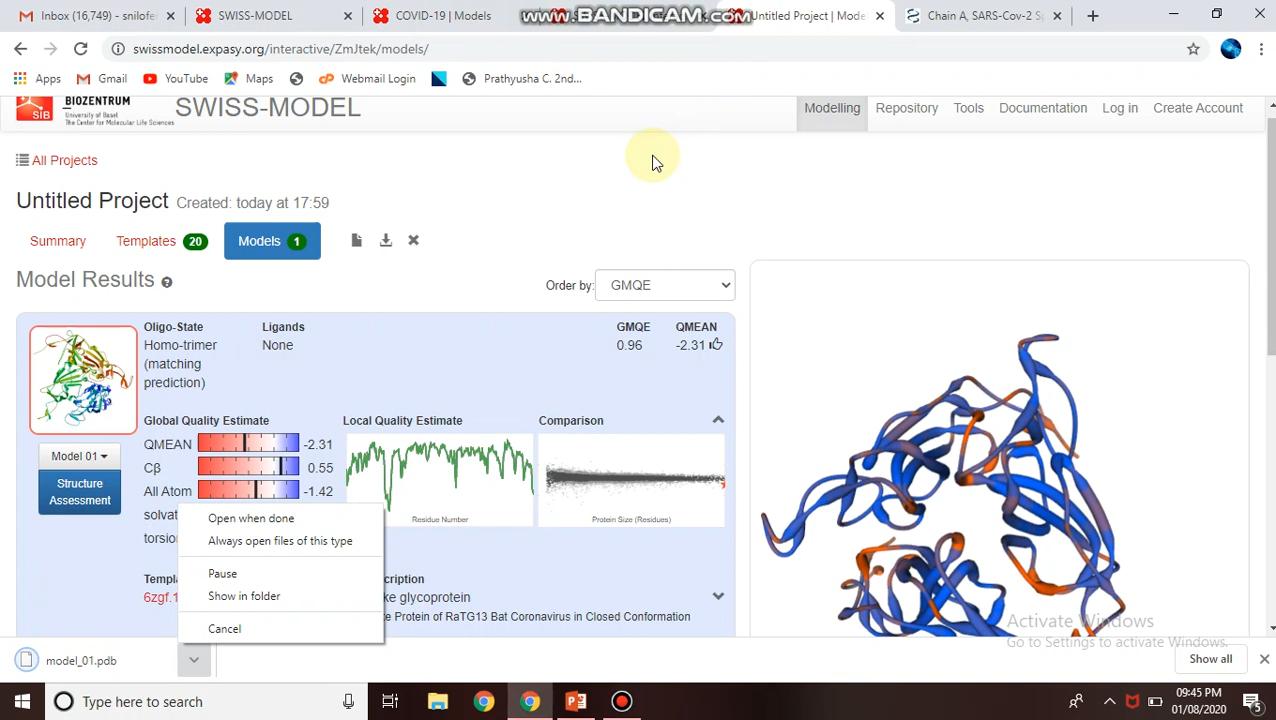 Inbox (16,749) - snilofer
SWISS-MODEL
COVID-19 | Models
www.BANDICAM.com
Untitled Project | Mode
Chain A, SARS-Cov-2 S
swissmodel.expasy.org/interactive/ZmJtek/models/
Apps
Gmail
YouTube
Maps
Webmail Login
Prathyusha C. 2nd...
SIB
BIOZENTRUM
University of Basel
The Center for Molecular Life Sciences
SWISS-MODEL
Modelling
Repository
Tools
Documentation
Log in
Create Account
All Projects
Untitled Project Created: today at 17:59
Summary
Templates 20
Models 1
Model Results
Order by:
GMQE
Oligo-State
Homo-trimer
(matching
prediction)
Ligands
None
GMQE
0.96
QMEAN
-2.31
Global Quality Estimate
QMEAN -2.31
Cβ 0.55
All Atom -1.42
solvat
torsion
Local Quality Estimate
Residue Number
Comparison
Protein Size (Residues)
Model 01
Structure
Assessment
Templ
6zgf.1
cription
ke glycoprotein
e Protein of RaTG13 Bat Coronavirus in Closed Conformation
Open when done
Always open files of this type
Pause
Show in folder
Cancel
Activate Windows
Go to Settings to activate Windows.
model_01.pdb
Show all
Type here to search
09:45 PM
01/08/2020
5